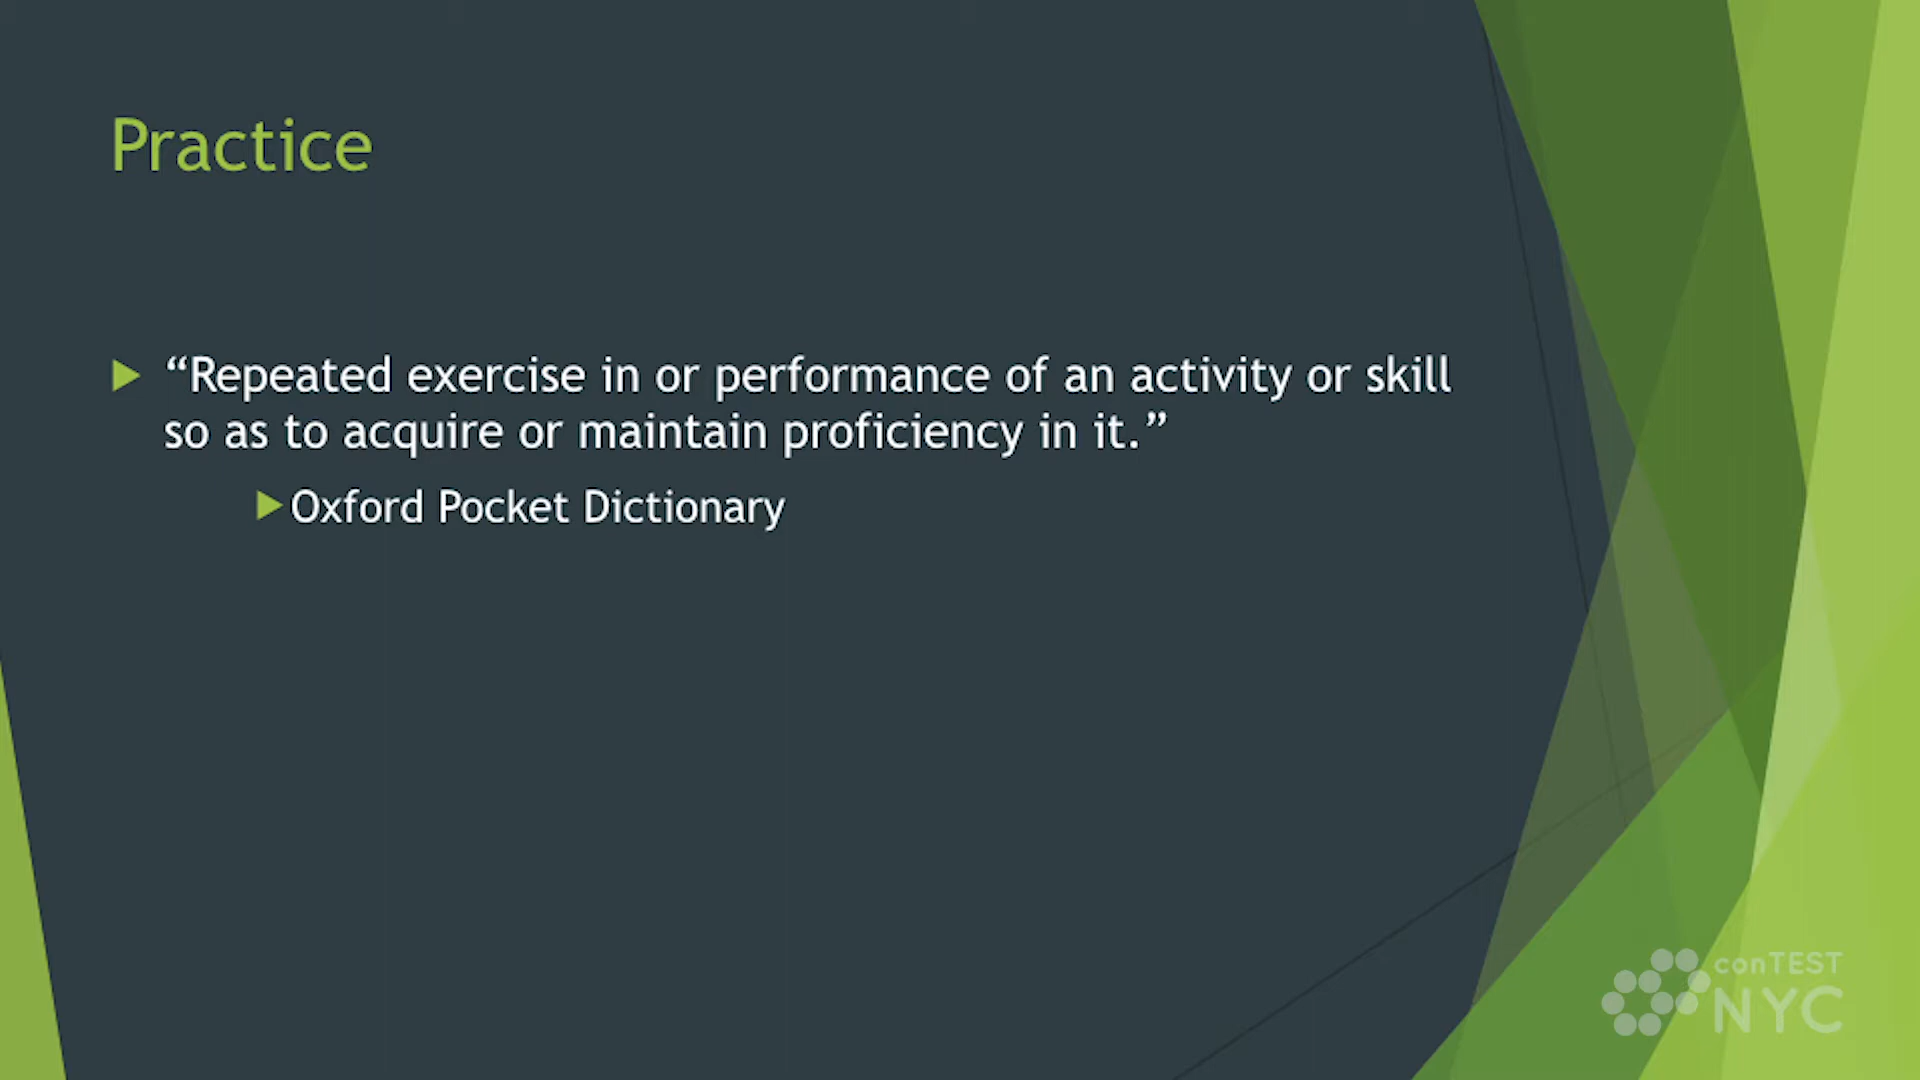 Practice
“Repeated exercise in or performance of an activity or skill
so as to acquire or maintain proficiency in it.”
Oxford Pocket Dictionary
conTEST
NYC